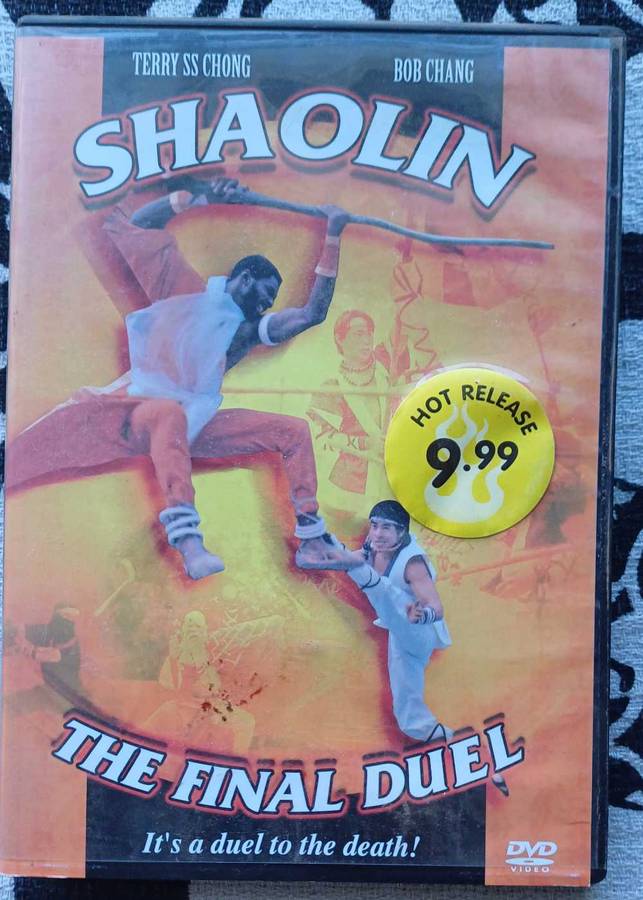 TERRY SS CHONG
BOB CHANG
SHAOLIN
HOT RELEASE
9.99
THE FINAL DUEL
It's a duel to the death!
DVD
VIDEO